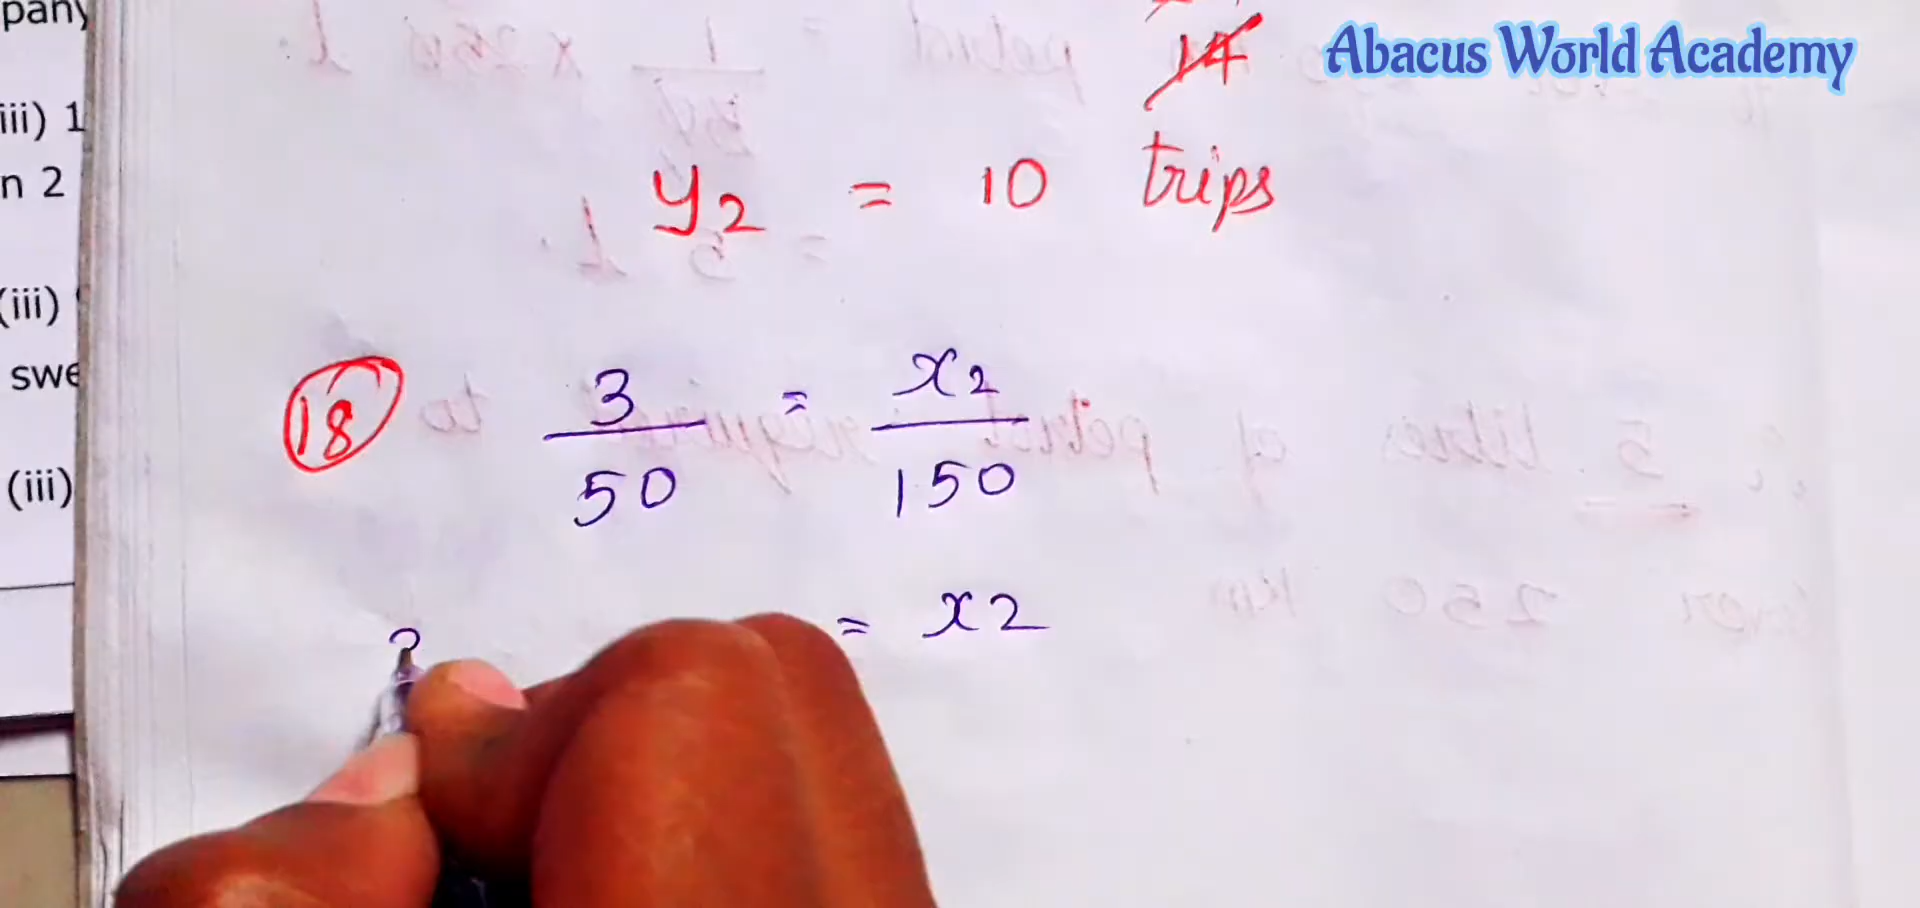 pany
Abacus World Academy
14
iii) 1
n 2
y2 = 10 trips
(iii)
swe
18 3/50 = x2/150
(iii)
= x2